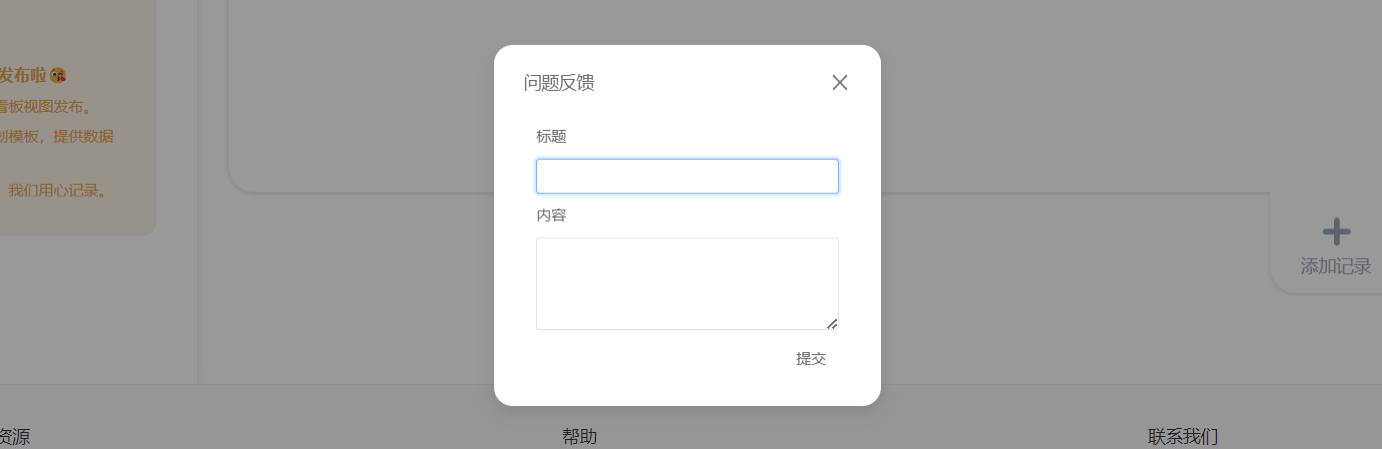 发布啦😘
看板视图发布。
划模板，提供数据
我们用心记录。
问题反馈
标题
内容
提交
添加记录
资源
帮助
联系我们